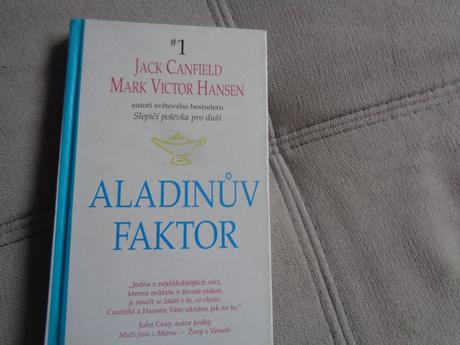 #1
JACK CANFIELD
MARK VICTOR HANSEN
autoři světového bestselleru
Slepičí polévka pro duši
ALADINŮV
FAKTOR
„Jedna z nejdůležitějších věcí,
kterou můžete v životě získat,
je naučit se žádat o to, co chcete.
Canfield a Hansen Vám ukážou jak na to."
John Gray, autor knihy
Muži jsou z Marsu – Ženy z Venuše